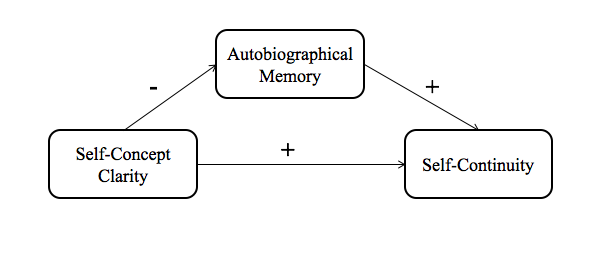 Autobiographical
Memory
-
+
Self-Concept
Clarity
+
Self-Continuity